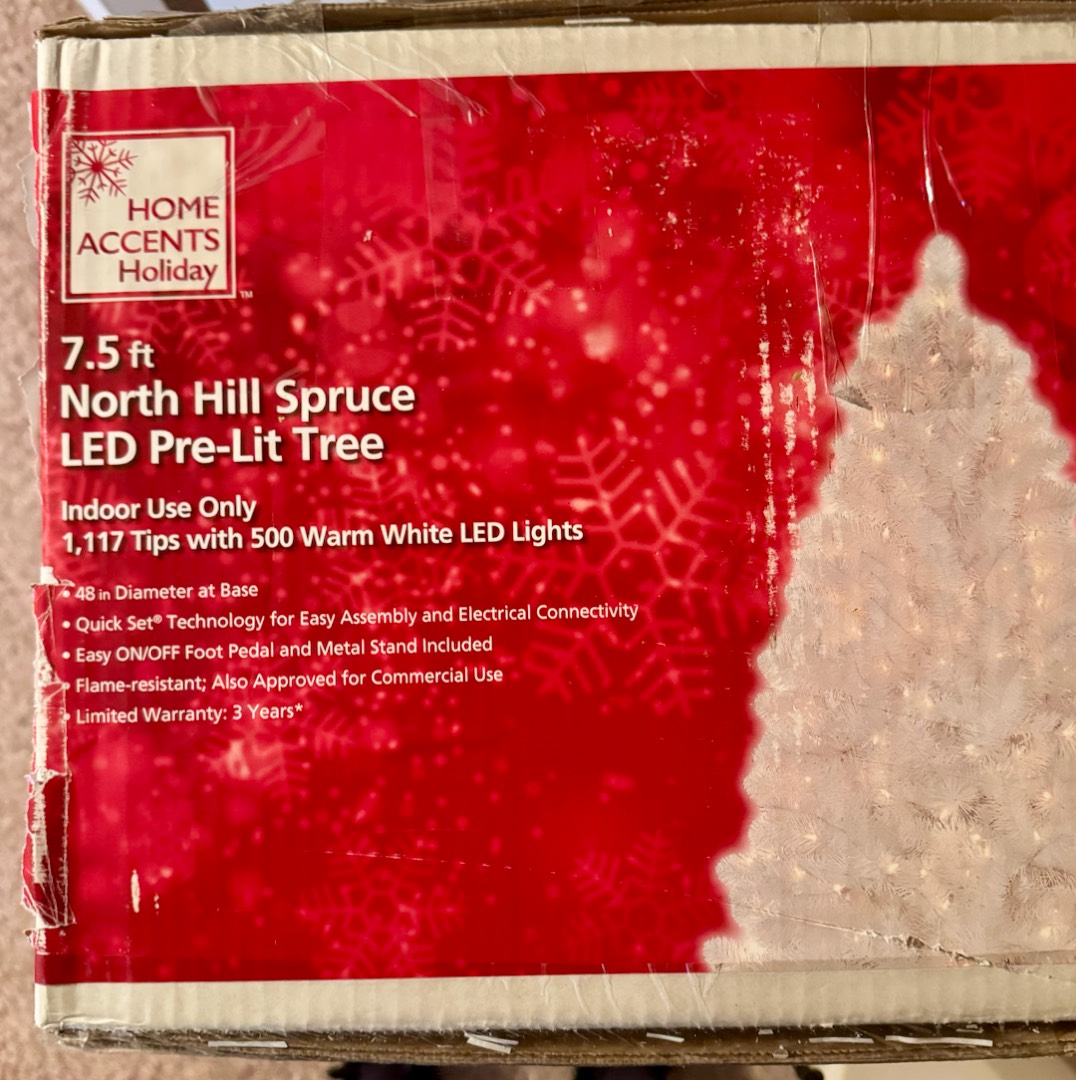 HOME
ACCENTS
Holiday
™
7.5 ft
North Hill Spruce
LED Pre-Lit Tree
Indoor Use Only
1,117 Tips with 500 Warm White LED Lights
• 48 in Diameter at Base
• Quick Set® Technology for Easy Assembly and Electrical Connectivity
• Easy ON/OFF Foot Pedal and Metal Stand Included
• Flame-resistant; Also Approved for Commercial Use
• Limited Warranty: 3 Years*